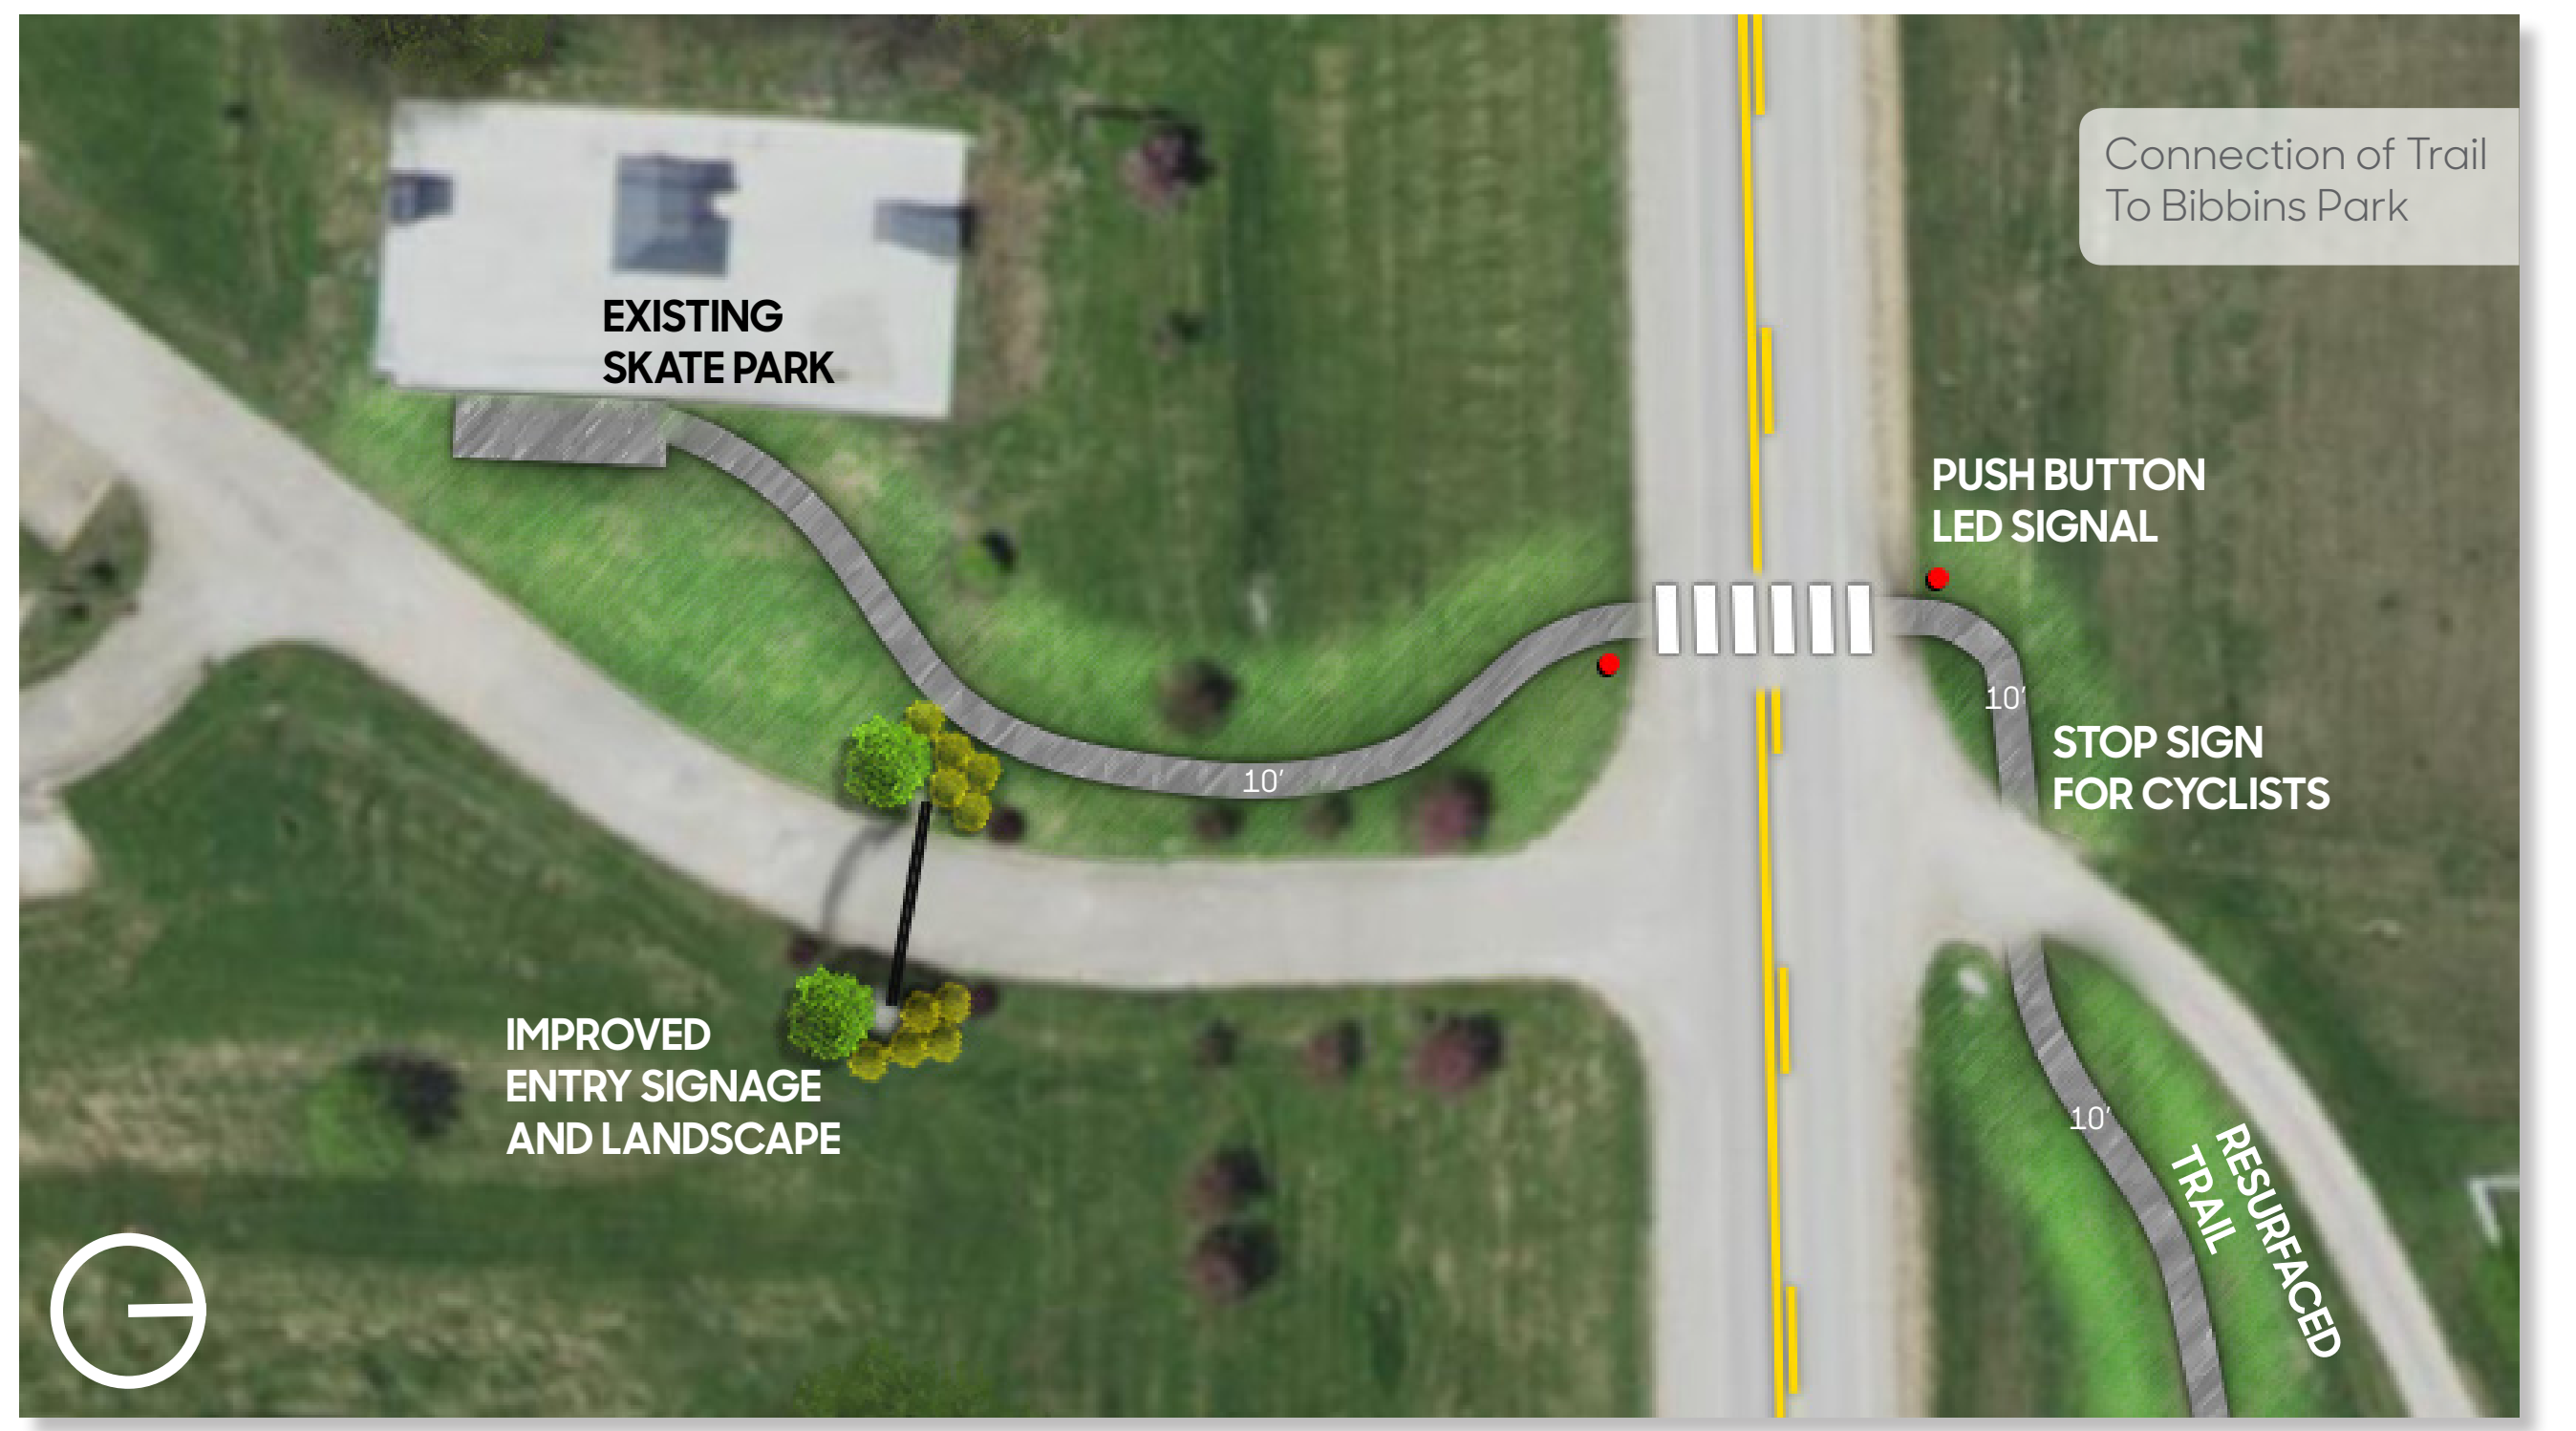 Connection of Trail
To Bibbins Park
EXISTING
SKATE PARK
PUSH BUTTON
LED SIGNAL
10'
STOP SIGN
FOR CYCLISTS
10'
IMPROVED
ENTRY SIGNAGE
AND LANDSCAPE
10'
RESURFACED
TRAIL